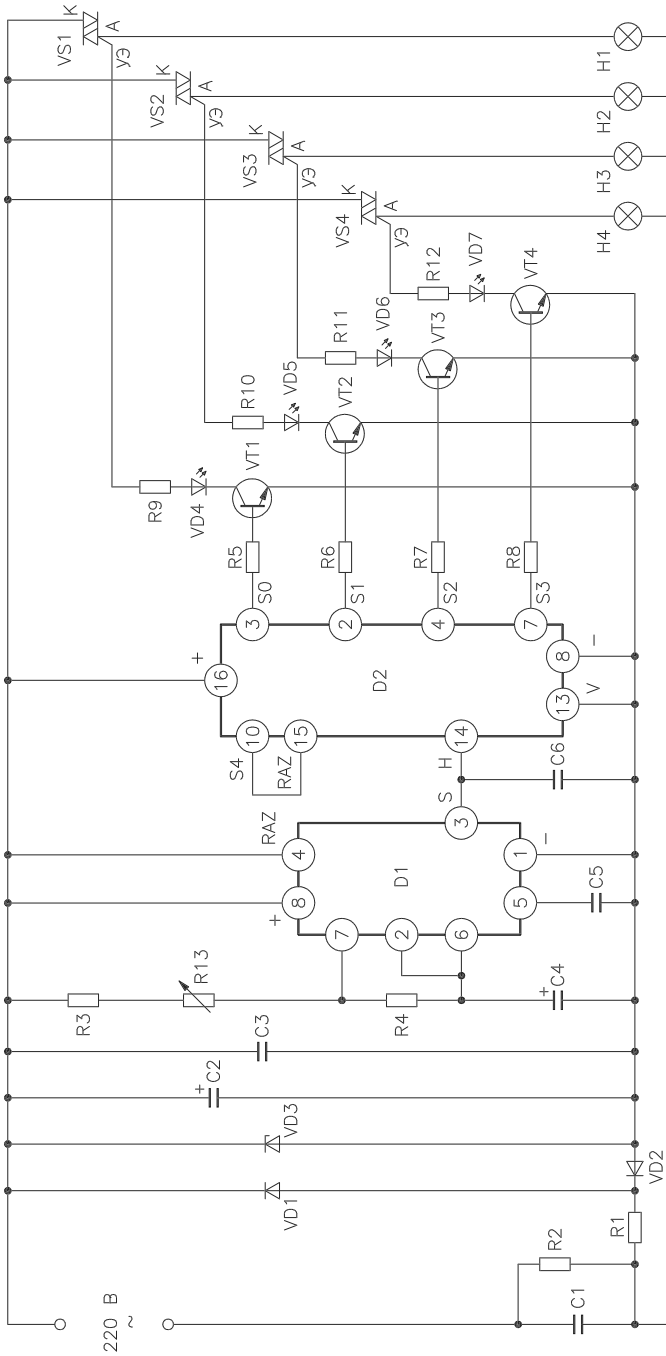 VS1
К
А
УЭ
VS2
К
А
УЭ
VS3
К
А
УЭ
VS4
К
А
УЭ
H1
H2
H3
H4
R12
VD7
VT4
R11
VD6
VT3
R10
VD5
VT2
R9
VD4
VT1
R5
S0
R6
S1
R7
S2
R8
S3
+
16
3
2
4
7
D2
8
–
13
V
S4
10
15
RAZ
14
H
C6
S
3
RAZ
4
D1
1
–
8
+
5
C5
7
2
6
R3
R13
R4
+
C4
C3
+
C2
VD3
VD1
VD2
R1
R2
C1
220 В
~